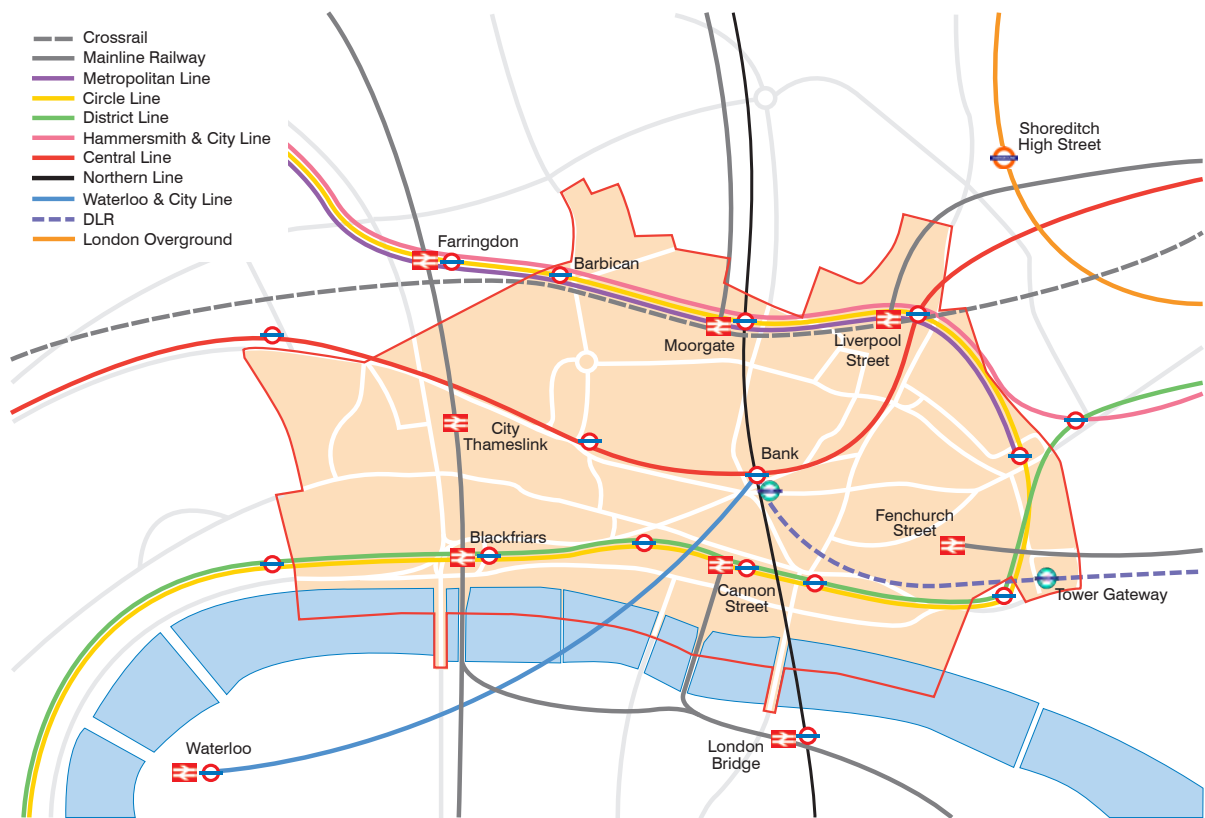 Crossrail
Mainline Railway
Metropolitan Line
Circle Line
District Line
Hammersmith & City Line
Central Line
Northern Line
Waterloo & City Line
DLR
London Overground
Shoreditch
High Street
Farringdon
Barbican
Moorgate
Liverpool
Street
City
Thameslink
Bank
Fenchurch
Street
Blackfriars
Cannon
Street
Tower Gateway
Waterloo
London
Bridge